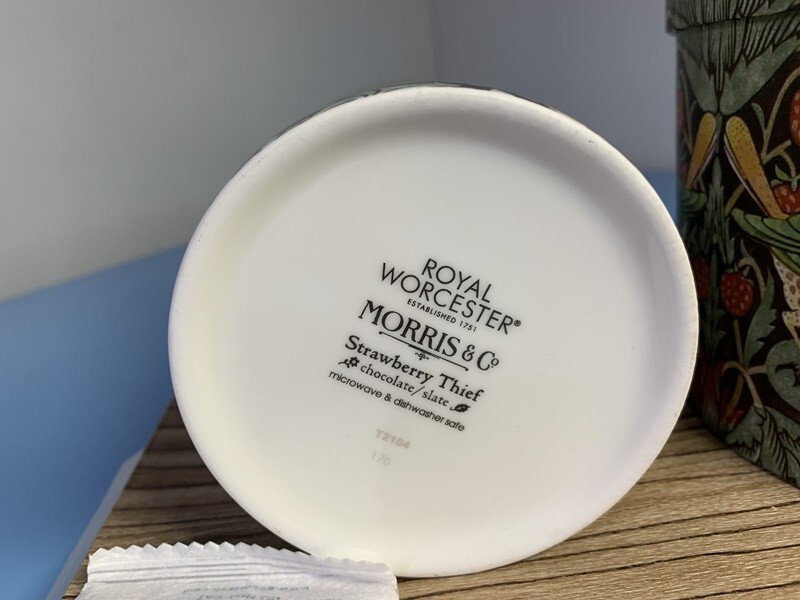 ROYAL
WORCESTER®
ESTABLISHED 1751
MORRIS & Co
Strawberry Thief
chocolate/slate
microwave & dishwasher safe
T2104
170